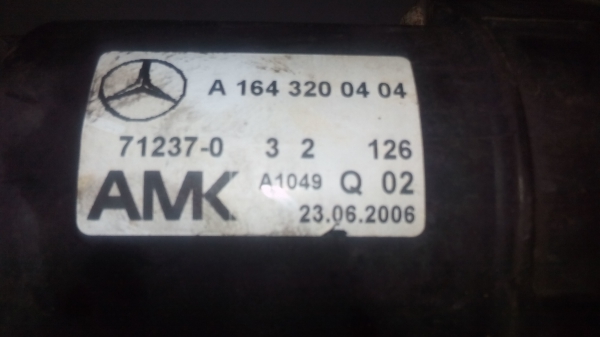 A 164 320 04 04
71237-0 3 2 126
AMK A1049 Q 02
23.06.2006